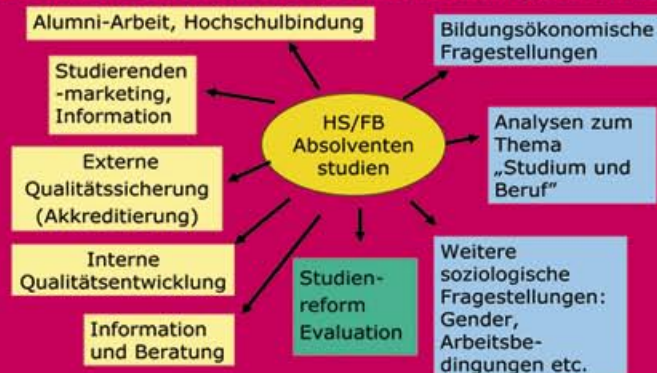 Alumni-Arbeit, Hochschulbindung
Bildungsökonomische
Fragestellungen
Studierenden
-marketing,
Information
HS/FB
Absolventen
studien
Analysen zum
Thema
„Studium und
Beruf”
Externe
Qualitätssicherung
(Akkreditierung)
Interne
Qualitätsentwicklung
Studien-
reform
Evaluation
Weitere
soziologische
Fragestellungen:
Gender,
Arbeitsbe-
dingungen etc.
Information
und Beratung